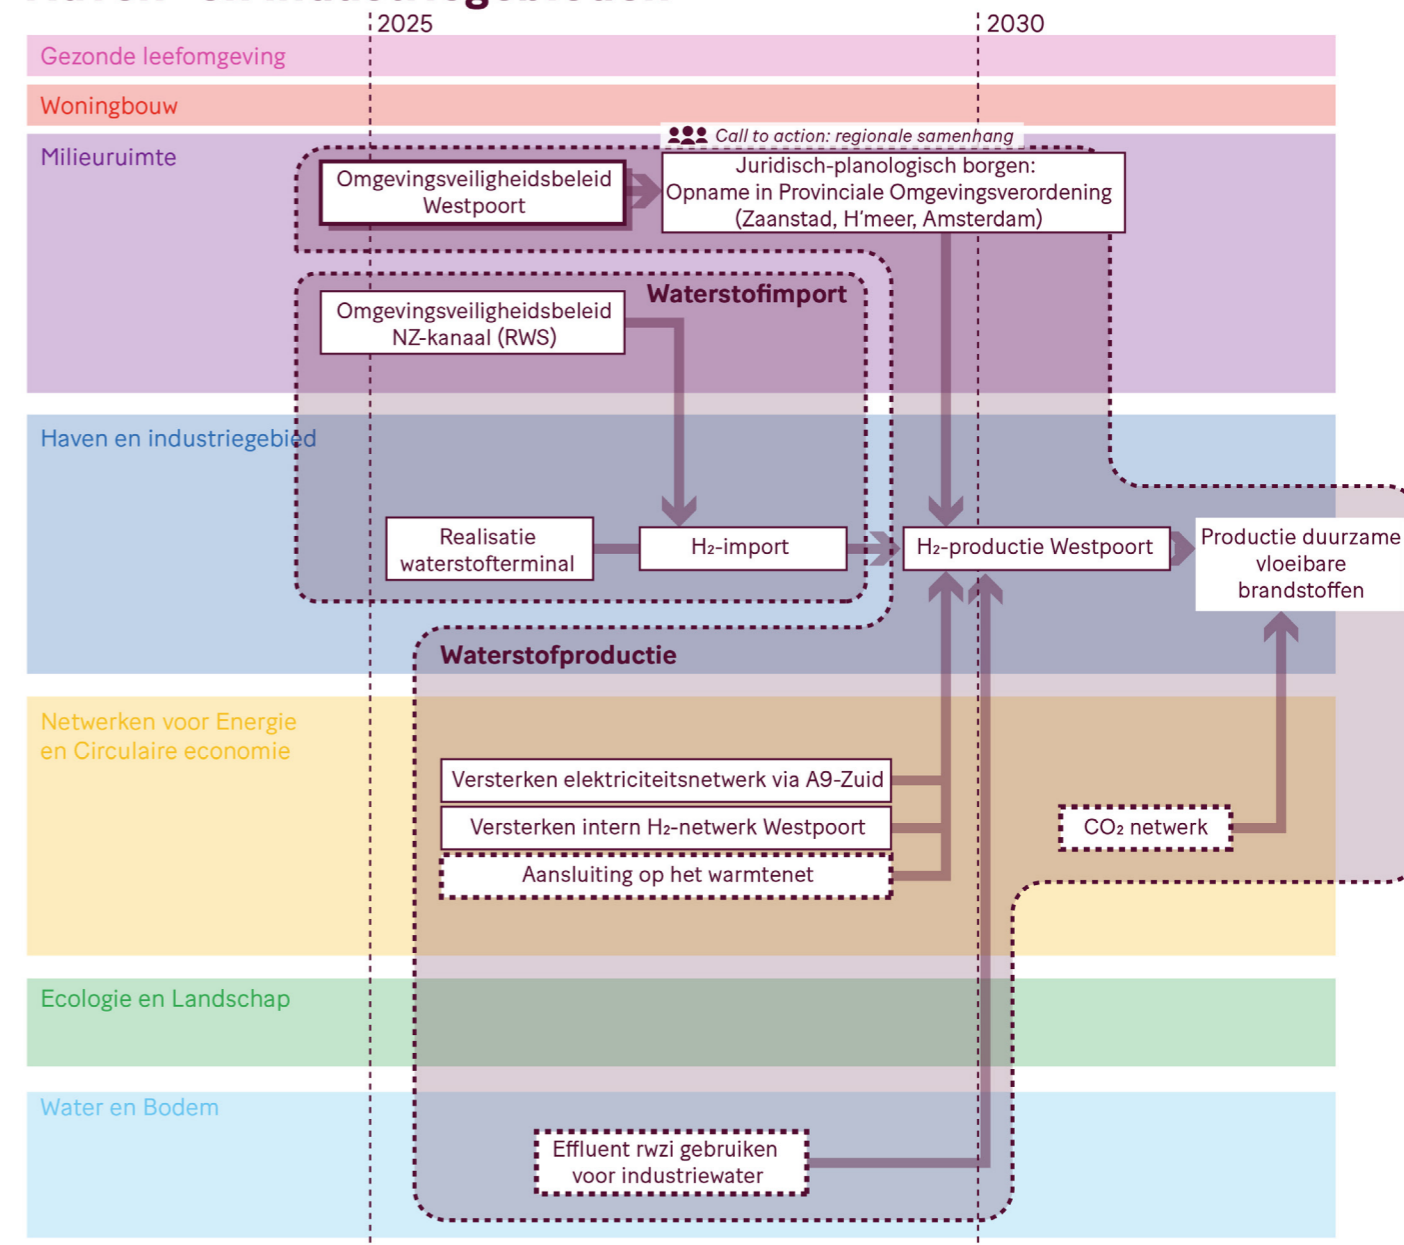 2025
2030
Gezonde leefomgeving
Woningbouw
Call to action: regionale samenhang
Milieuruimte
Omgevingsveiligheidsbeleid
Westpoort
Juridisch-planologisch borgen:
Opname in Provinciale Omgevingsverordening
(Zaanstad, H'meer, Amsterdam)
Waterstofimport
Omgevingsveiligheidsbeleid
NZ-kanaal (RWS)
Haven en industriegebied
Realisatie
waterstofterminal
H₂-import
H₂-productie Westpoort
Productie duurzame
vloeibare
brandstoffen
Waterstofproductie
Netwerken voor Energie
en Circulaire economie
Versterken elektriciteitsnetwerk via A9-Zuid
Versterken intern H₂-netwerk Westpoort
Aansluiting op het warmtenet
CO₂ netwerk
Ecologie en Landschap
Water en Bodem
Effluent rwzi gebruiken
voor industriewater